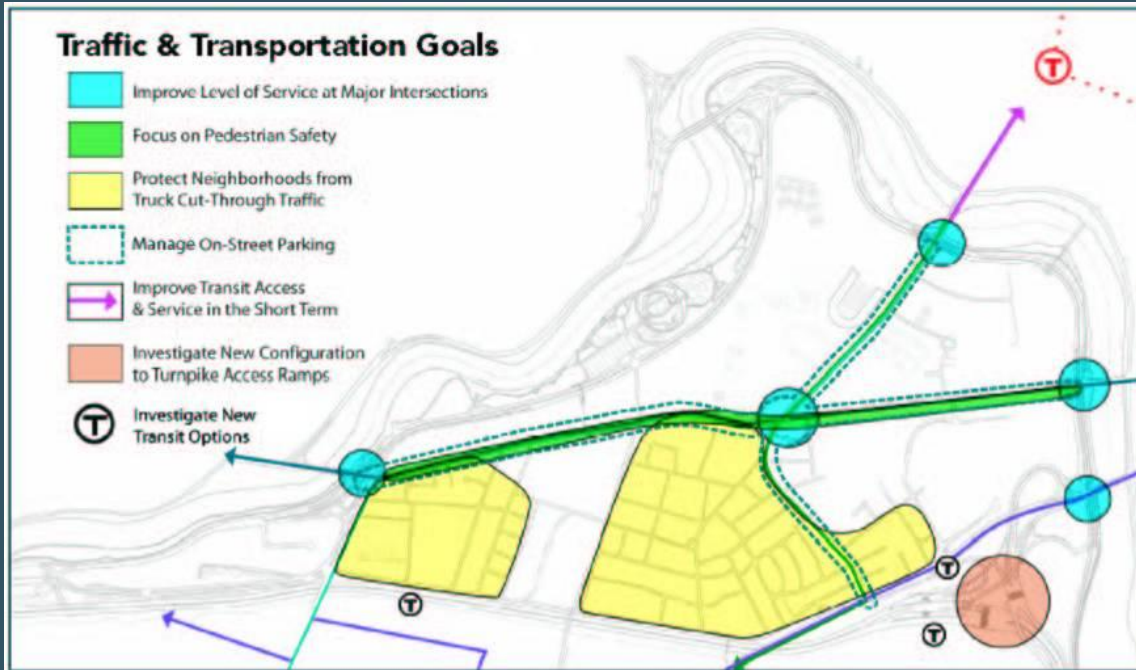 Traffic & Transportation Goals
Improve Level of Service at Major Intersections
Focus on Pedestrian Safety
Protect Neighborhoods from
Truck Cut-Through Traffic
Manage On-Street Parking
Improve Transit Access
& Service in the Short Term
Investigate New Configuration
to Turnpike Access Ramps
T
Investigate New
Transit Options
T
T
T
T